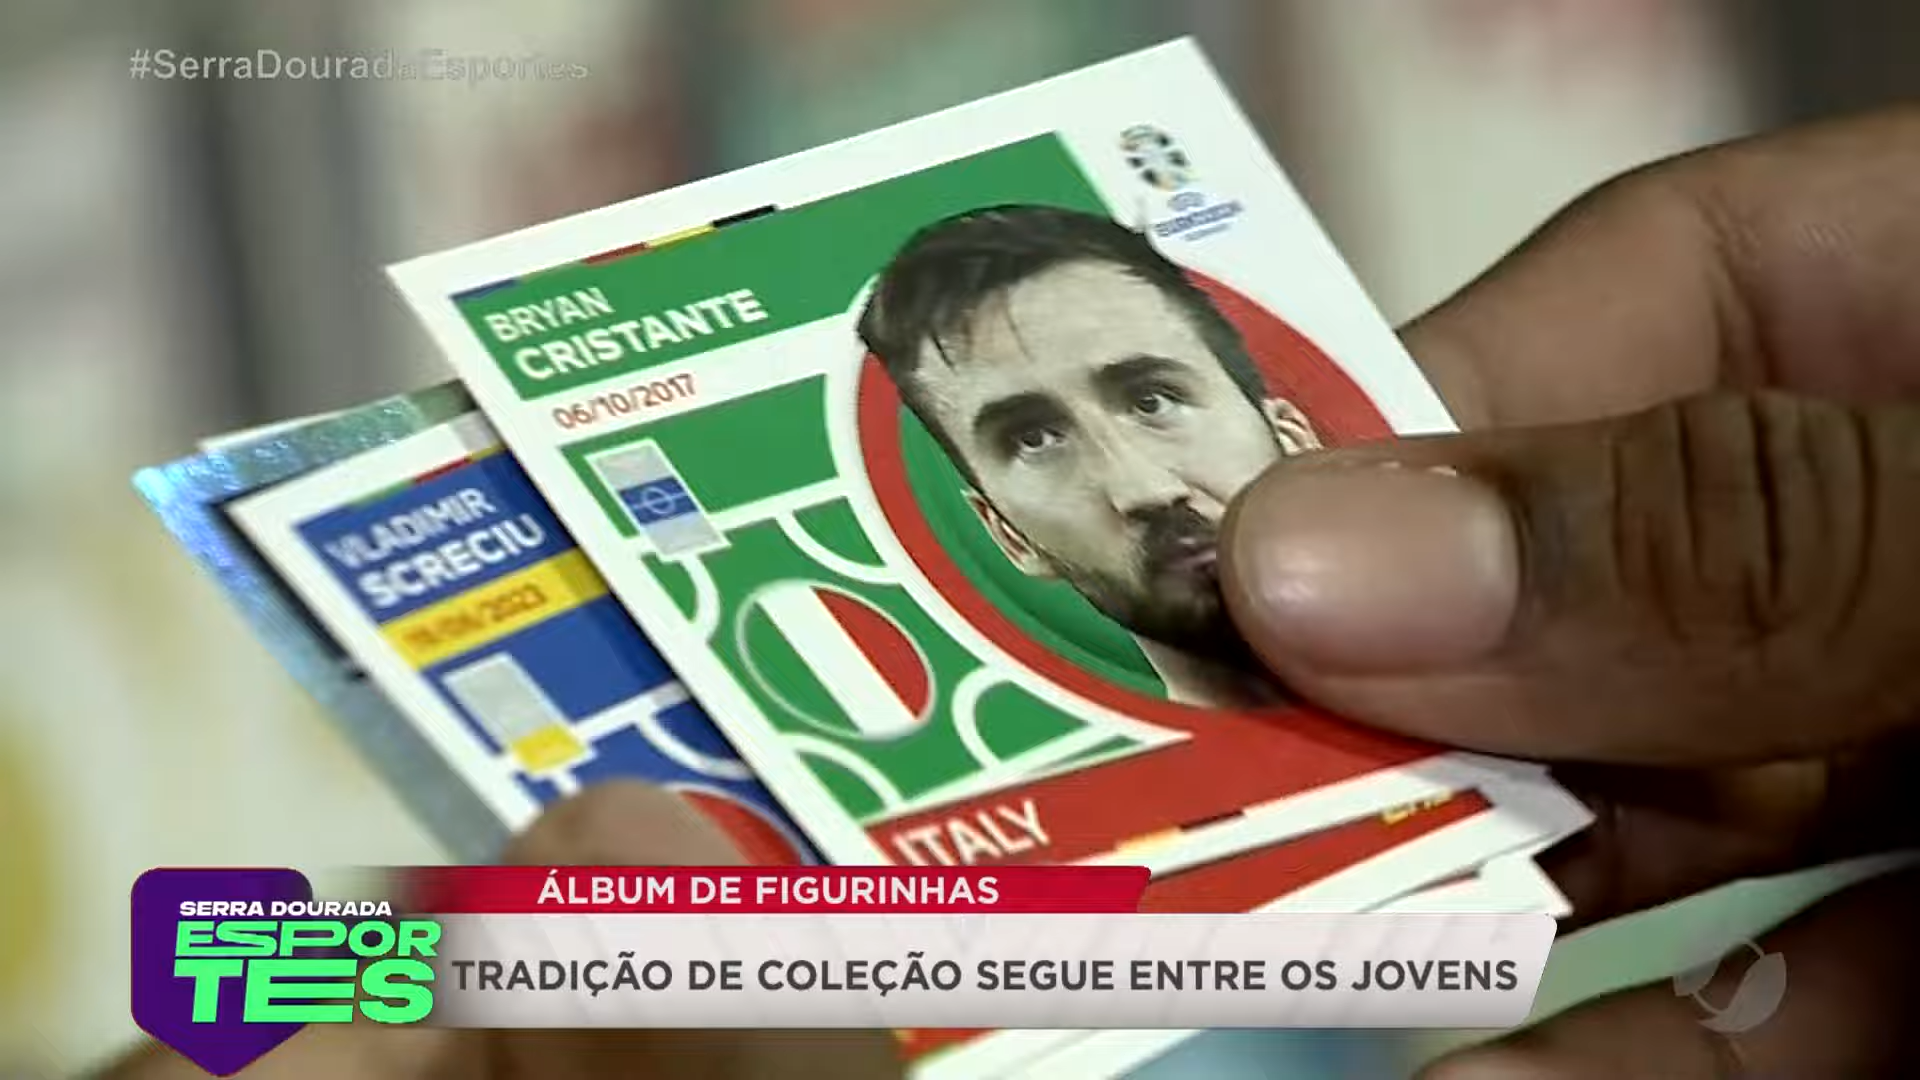 #SerraDouradaEsportes
BRYAN
CRISTANTE
06/10/2017
VLADIMIR
SCRECIU
ITALY
ÁLBUM DE FIGURINHAS
SERRA DOURADA
ESPOR
TES
TRADIÇÃO DE COLEÇÃO SEGUE ENTRE OS JOVENS